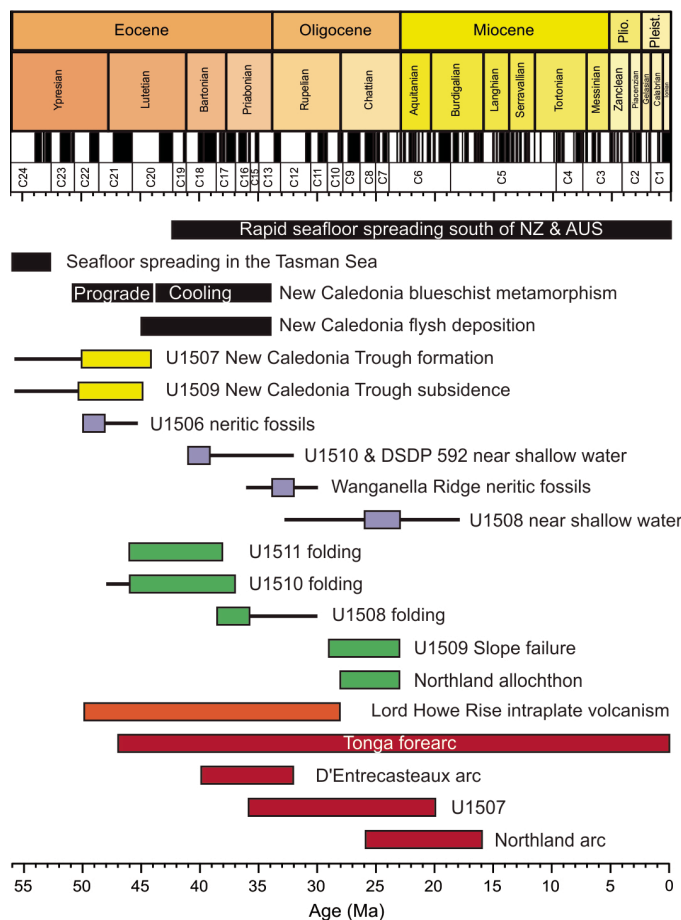 Eocene Oligocene Miocene Plio. Pleist.
Ypresian Lutetian Bartonian Priabonian Rupelian Chattian Aquitanian Burdigalian Langhian Serravallian Tortonian Messinian Zanclean Piacenzian Gelasian Calabrian Ionian
C24 C23 C22 C21 C20 C19 C18 C17 C16 C15 C13 C12 C11 C10 C9 C8 C7 C6 C5 C4 C3 C2 C1
Rapid seafloor spreading south of NZ & AUS
Seafloor spreading in the Tasman Sea
Prograde Cooling New Caledonia blueschist metamorphism
New Caledonia flysh deposition
U1507 New Caledonia Trough formation
U1509 New Caledonia Trough subsidence
U1506 neritic fossils
U1510 & DSDP 592 near shallow water
Wanganella Ridge neritic fossils
U1508 near shallow water
U1511 folding
U1510 folding
U1508 folding
U1509 Slope failure
Northland allochthon
Lord Howe Rise intraplate volcanism
Tonga forearc
D'Entrecasteaux arc
U1507
Northland arc
55 50 45 40 35 30 25 20 15 10 5 0
Age (Ma)